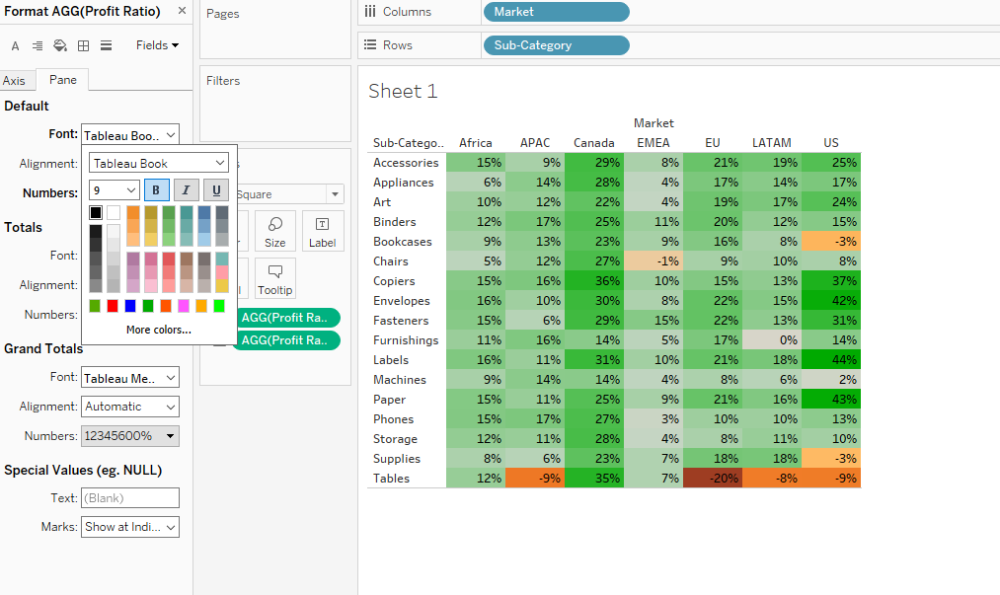 Format AGG(Profit Ratio) ×
Fields
Axis
Pane
Default
Font: Tableau Boo..
Alignment:
Numbers:
Tableau Book
9 B I U
More colors...
Totals
Font:
Alignment:
Numbers:
Grand Totals
Font: Tableau Me..
Alignment: Automatic
Numbers: 12345600%
Special Values (eg. NULL)
Text: (Blank)
Marks: Show at Indi...
Pages
Filters
Square
Size
Label
Tooltip
AGG(Profit Ra..
AGG(Profit Ra..
Columns Market
Rows Sub-Category
Sheet 1
Market
Sub-Catego.. Africa APAC Canada EMEA EU LATAM US
Accessories 15% 9% 29% 8% 21% 19% 25%
Appliances 6% 14% 28% 4% 17% 14% 17%
Art 10% 12% 22% 4% 19% 17% 24%
Binders 12% 17% 25% 11% 20% 12% 15%
Bookcases 9% 13% 23% 9% 16% 8% -3%
Chairs 5% 12% 27% -1% 9% 10% 8%
Copiers 15% 16% 36% 10% 15% 13% 37%
Envelopes 16% 10% 30% 8% 22% 15% 42%
Fasteners 15% 6% 29% 15% 22% 13% 31%
Furnishings 11% 16% 14% 5% 17% 0% 14%
Labels 16% 11% 31% 10% 21% 18% 44%
Machines 9% 14% 14% 4% 8% 6% 2%
Paper 15% 11% 25% 9% 21% 16% 43%
Phones 15% 17% 27% 3% 10% 10% 13%
Storage 12% 11% 28% 4% 8% 11% 10%
Supplies 8% 6% 23% 7% 18% 18% -3%
Tables 12% -9% 35% 7% -20% -8% -9%